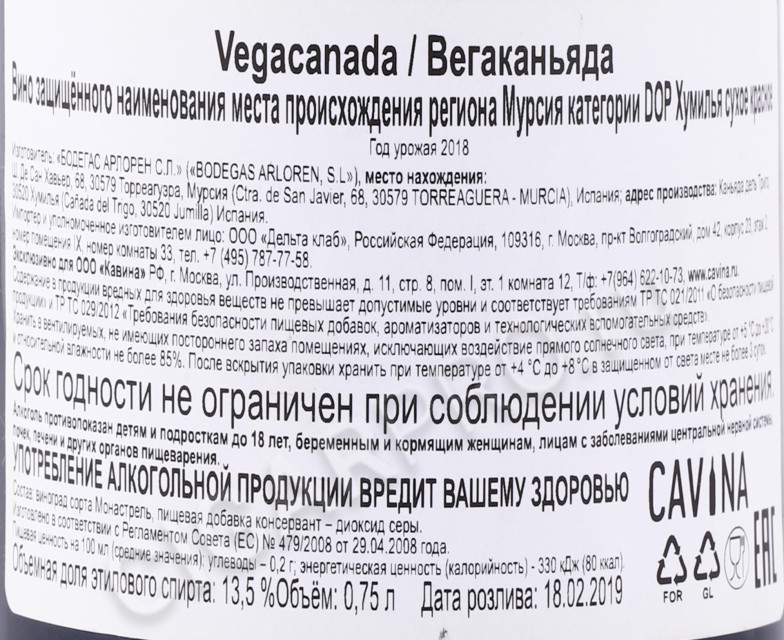 Vegacanada / Вегаканьяда
Вино защищённого наименования места происхождения региона Мурсия категории DOP Хумилья сухое красное
Год урожая 2018
Изготовитель: «БОДЕГАС АРЛОРЕН С.Л.» («BODEGAS ARLOREN, S.L.»), место нахождения:
Ш. Де Сан Хавьер, 68, 30579 Торреагуэра, Мурсия (Ctra. de San Javier, 68, 30579 TORREAGUERA - MURCIA), Испания; адрес производства: Каньяда дель Триго,
30520 Хумилья (Cañada del Trigo, 30520 Jumilla) Испания.
Импортер и уполномоченное изготовителем лицо: ООО «Дельта клаб», Российская Федерация, 109316, г. Москва, пр-кт Волгоградский, дом 42, корпус 23, этаж 2,
номер помещения IX, номер комнаты 33, тел. +7 (495) 787-77-58.
Эксклюзивно для ООО «Кавина» РФ, г. Москва, ул. Производственная, д. 11, стр. 8, пом. I, эт. 1 комната 12, Т/ф: +7(964) 622-10-73, www.cavina.ru.
Содержание в продукции вредных для здоровья веществ не превышает допустимые уровни и соответствует требованиям ТР ТС 021/2011 «О безопасности пищевой
продукции» и ТР ТС 029/2012 «Требования безопасности пищевых добавок, ароматизаторов и технологических вспомогательных средств».
Хранить в вентилируемых, не имеющих постороннего запаха помещениях, исключающих воздействие прямого солнечного света, при температуре от +5 °C до +20 °C
и относительной влажности не более 85%. После вскрытия упаковки хранить при температуре от +4 °C до +8°C в защищенном от света месте не более 3 суток.
Срок годности не ограничен при соблюдении условий хранения.
Алкоголь противопоказан детям и подросткам до 18 лет, беременным и кормящим женщинам, лицам с заболеваниями центральной нервной системы,
почек, печени и других органов пищеварения.
УПОТРЕБЛЕНИЕ АЛКОГОЛЬНОЙ ПРОДУКЦИИ ВРЕДИТ ВАШЕМУ ЗДОРОВЬЮ
CAVINA
Состав: виноград сорта Монастрель, пищевая добавка консервант – диоксид серы.
Изготовлено в соответствии с Регламентом Совета (ЕС) № 479/2008 от 29.04.2008 года.
Пищевая ценность на 100 мл (средние значения): углеводы – 0,2 г; энергетическая ценность (калорийность) - 330 кДж (80 ккал)
Объемная доля этилового спирта: 13,5 % Объём: 0,75 л Дата розлива: 18.02.2019
FOR GL
EAC